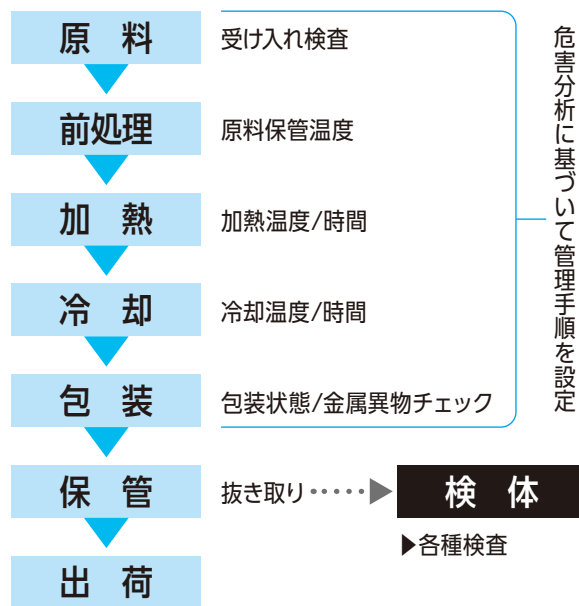 原　料
受け入れ検査
前処理
原料保管温度
加　熱
加熱温度/時間
冷　却
冷却温度/時間
包　装
包装状態/金属異物チェック
危害分析に基づいて管理手順を設定
保　管
抜き取り
検　体
▶各種検査
出　荷